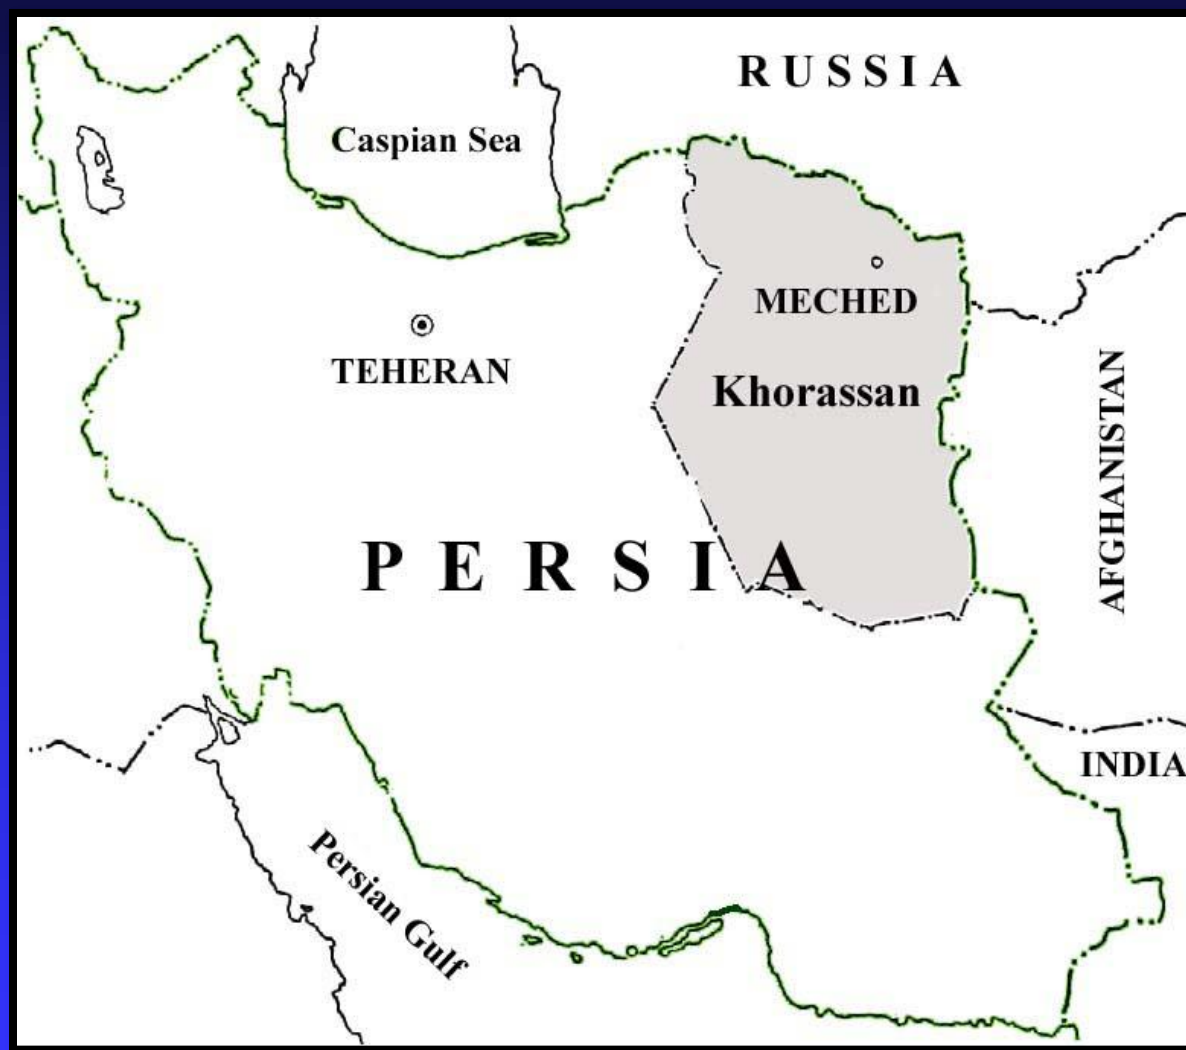 RUSSIA
Caspian Sea
MECHED
TEHERAN
Khorassan
AFGHANISTAN
PERSIA
INDIA
Persian Gulf